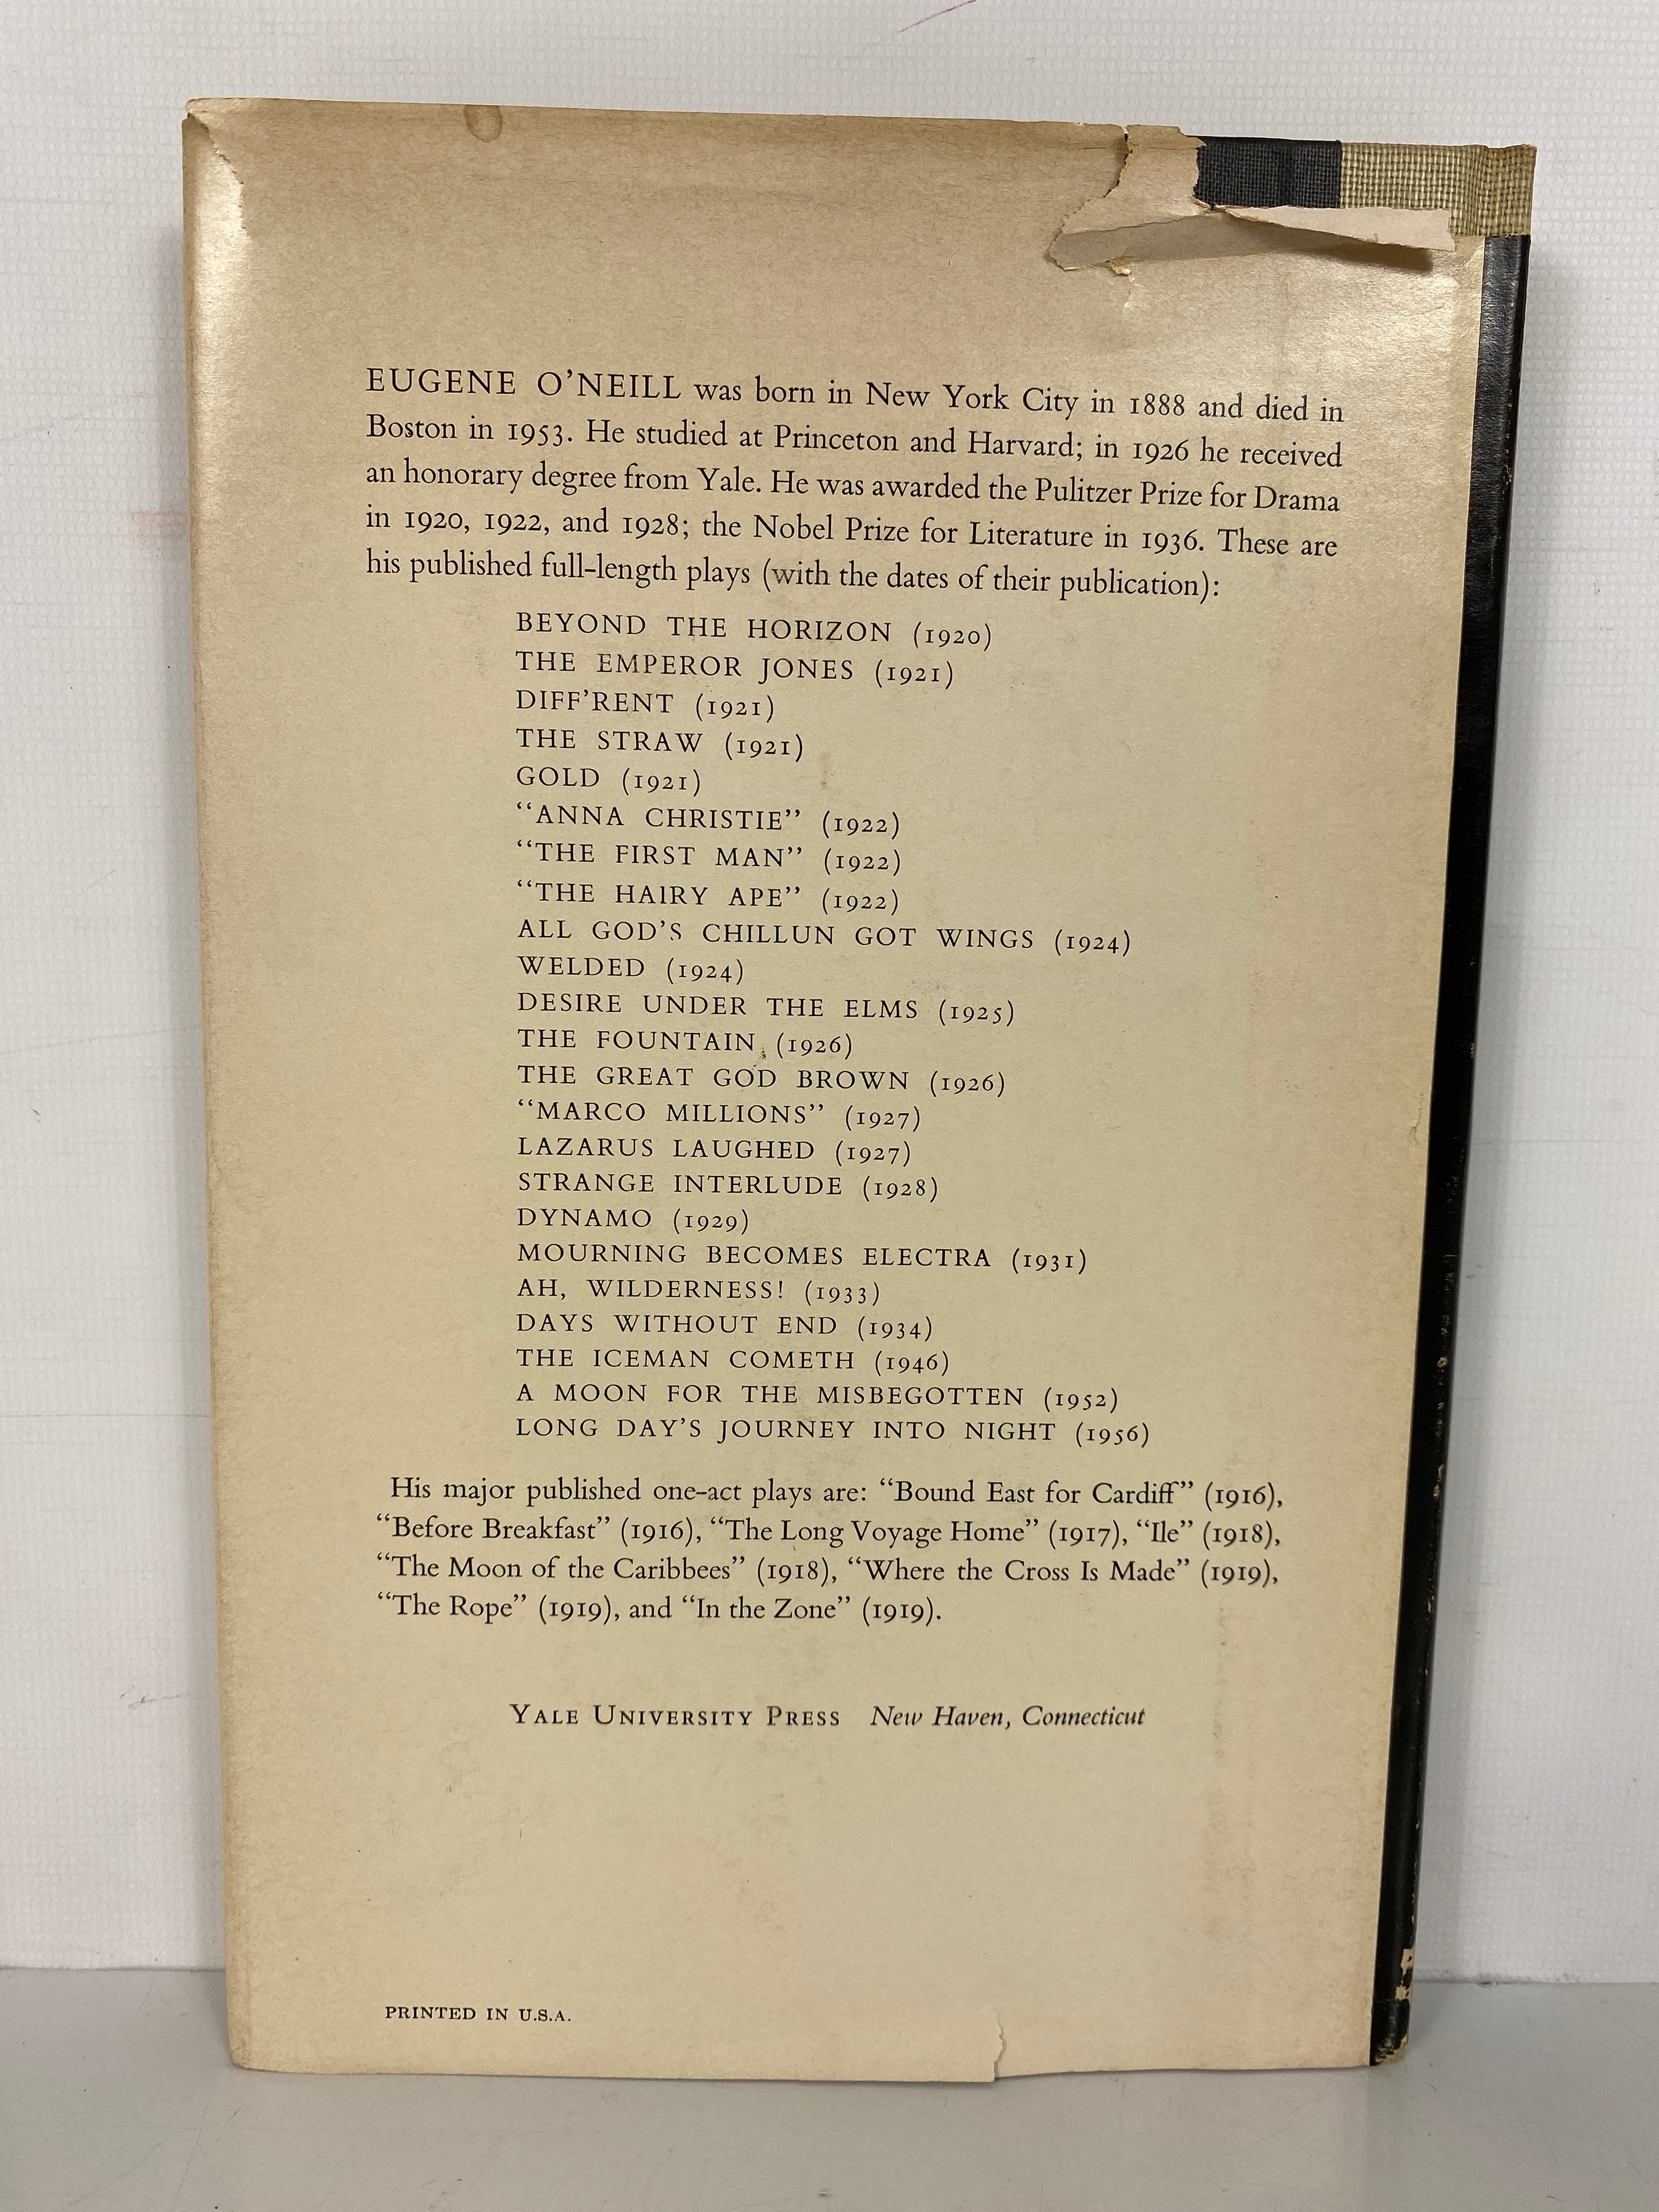 EUGENE O’NEILL was born in New York City in 1888 and died in
Boston in 1953. He studied at Princeton and Harvard; in 1926 he received
an honorary degree from Yale. He was awarded the Pulitzer Prize for Drama
in 1920, 1922, and 1928; the Nobel Prize for Literature in 1936. These are
his published full-length plays (with the dates of their publication):
BEYOND THE HORIZON (1920)
THE EMPEROR JONES (1921)
DIFF’RENT (1921)
THE STRAW (1921)
GOLD (1921)
“ANNA CHRISTIE” (1922)
“THE FIRST MAN” (1922)
“THE HAIRY APE” (1922)
ALL GOD’S CHILLUN GOT WINGS (1924)
WELDED (1924)
DESIRE UNDER THE ELMS (1925)
THE FOUNTAIN (1926)
THE GREAT GOD BROWN (1926)
“MARCO MILLIONS” (1927)
LAZARUS LAUGHED (1927)
STRANGE INTERLUDE (1928)
DYNAMO (1929)
MOURNING BECOMES ELECTRA (1931)
AH, WILDERNESS! (1933)
DAYS WITHOUT END (1934)
THE ICEMAN COMETH (1946)
A MOON FOR THE MISBEGOTTEN (1952)
LONG DAY’S JOURNEY INTO NIGHT (1956)
His major published one-act plays are: “Bound East for Cardiff” (1916),
“Before Breakfast” (1916), “The Long Voyage Home” (1917), “Ile” (1918),
“The Moon of the Caribbees” (1918), “Where the Cross Is Made” (1919),
“The Rope” (1919), and “In the Zone” (1919).
YALE UNIVERSITY PRESS New Haven, Connecticut
PRINTED IN U.S.A.